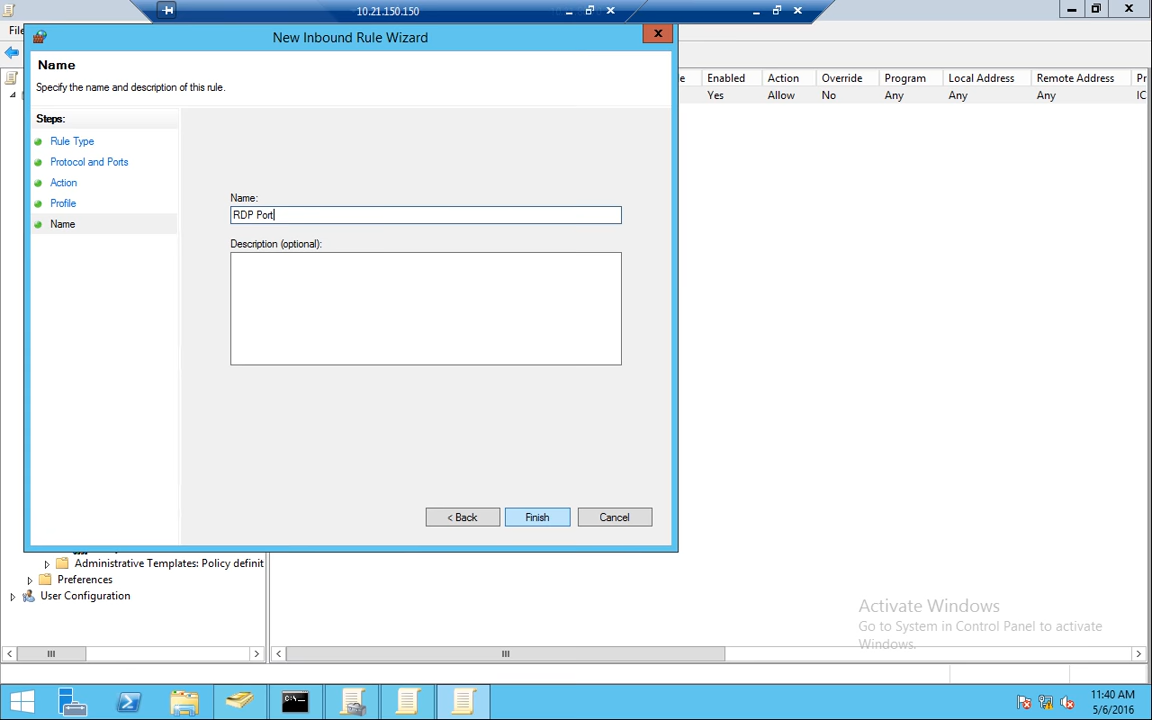 10.21.150.150
File
New Inbound Rule Wizard
Name
Specify the name and description of this rule.
Enabled Action Override Program Local Address Remote Address
Yes Allow No Any Any Any
Steps:
Rule Type
Protocol and Ports
Action
Profile
Name
Name:
RDP Port
Description (optional):
< Back Finish Cancel
Administrative Templates: Policy definit
Preferences
User Configuration
Activate Windows
Go to System in Control Panel to activate
Windows.
11:40 AM
5/6/2016